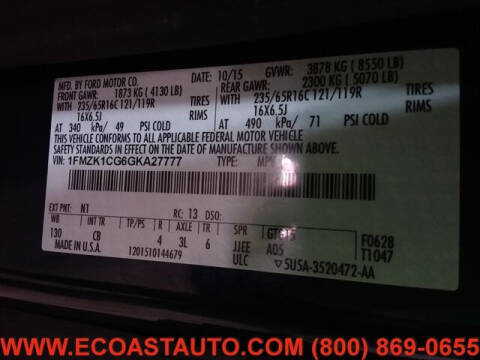 MFD. BY FORD MOTOR CO.
10/15
GVWR: 3878 KG ( 8550 LB)
FRONT GAWR: 1873 KG ( 4130 LB)
REAR GAWR: 2300 KG ( 5070 LB)
WITH 235/65R16C 121/119R TIRES
WITH 235/65R16C 121/119R TIRES
16X6.5J RIMS
16X6.5J RIMS
AT 340 kPa/ 49 PSI COLD
AT 490 kPa/ 71 PSI COLD
THIS VEHICLE CONFORMS TO ALL APPLICABLE FEDERAL MOTOR VEHICLE
SAFETY AND THEFT PREVENTION STANDARDS IN EFFECT ON THE DATE OF MANUFACTURE SHOWN ABOVE.
VIN: 1FMZK1CG6GKA27777
TYPE: MPV
EXT PNT: N1 RC: 13 DSO:
WB INT TR TP/PS R AXLE TR SPR
130 CB 4 3L 6 JJEE A05
F0628
T1047
MADE IN U.S.A. 1201510144679
ULC 5U5A-3520472-AA
WWW.ECOASTAUTO.COM (800) 869-0655